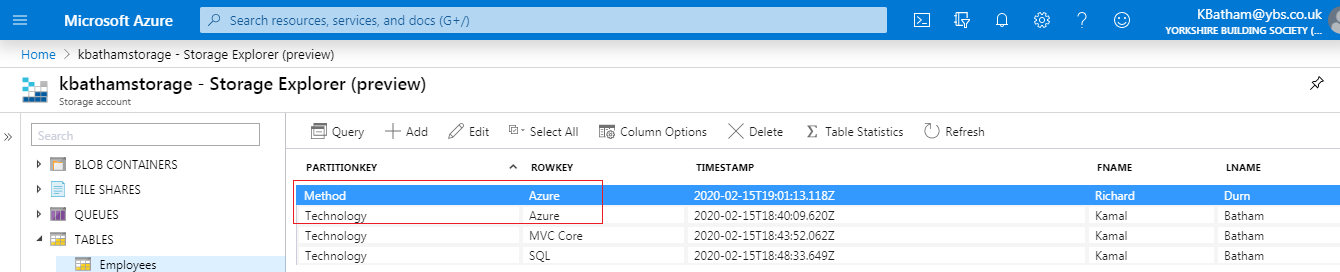 Microsoft Azure Search resources, services, and docs (G+/) KBatham@ybs.co.uk
YORKSHIRE BUILDING SOCIETY (...
Home > kbathamstorage - Storage Explorer (preview)
kbathamstorage - Storage Explorer (preview)
Storage account
Search
BLOB CONTAINERS
FILE SHARES
QUEUES
TABLES
Employees
Query Add Edit Select All Column Options Delete Table Statistics Refresh
PARTITIONKEY ROWKEY TIMESTAMP FNAME LNAME
Method Azure 2020-02-15T19:01:13.118Z Richard Durn
Technology Azure 2020-02-15T18:40:09.620Z Kamal Batham
Technology MVC Core 2020-02-15T18:43:52.062Z Kamal Batham
Technology SQL 2020-02-15T18:48:33.649Z Kamal Batham